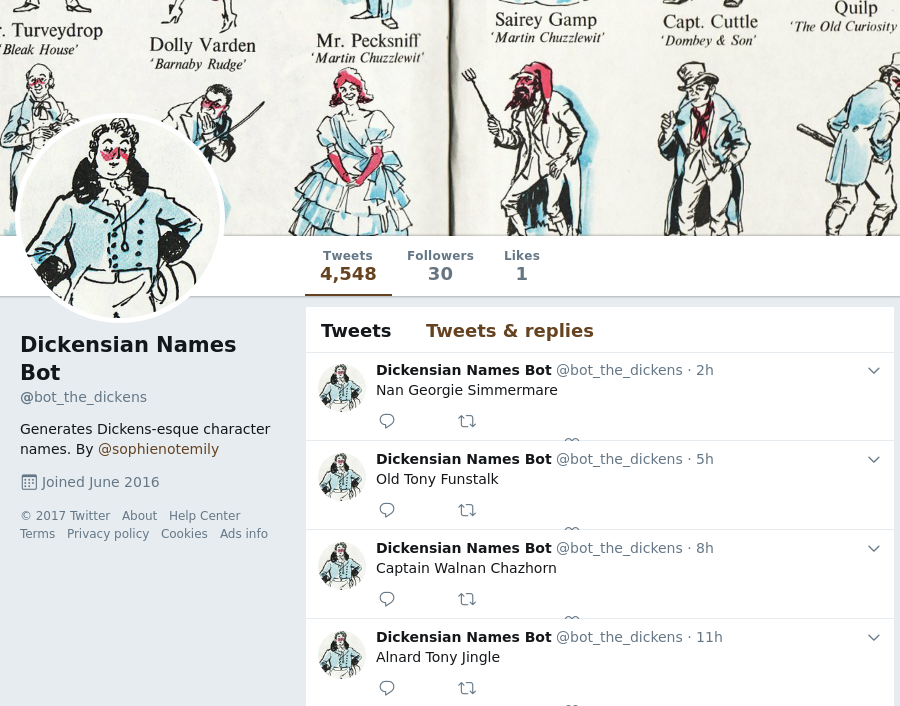 r. Turveydrop
'Bleak House'
Dolly Varden
'Barnaby Rudge'
Mr. Pecksniff
'Martin Chuzzlewit'
Sairey Gamp
'Martin Chuzzlewit'
Capt. Cuttle
'Dombey & Son'
Quilp
'The Old Curiosity
Tweets Followers Likes
4,548 30 1
Dickensian Names
Bot
@bot_the_dickens
Generates Dickens-esque character
names. By @sophienotemily
Joined June 2016
© 2017 Twitter About Help Center
Terms Privacy policy Cookies Ads info
Tweets Tweets & replies
Dickensian Names Bot @bot_the_dickens · 2h
Nan Georgie Simmermare
Dickensian Names Bot @bot_the_dickens · 5h
Old Tony Funstalk
Dickensian Names Bot @bot_the_dickens · 8h
Captain Walnan Chazhorn
Dickensian Names Bot @bot_the_dickens · 11h
Alnard Tony Jingle